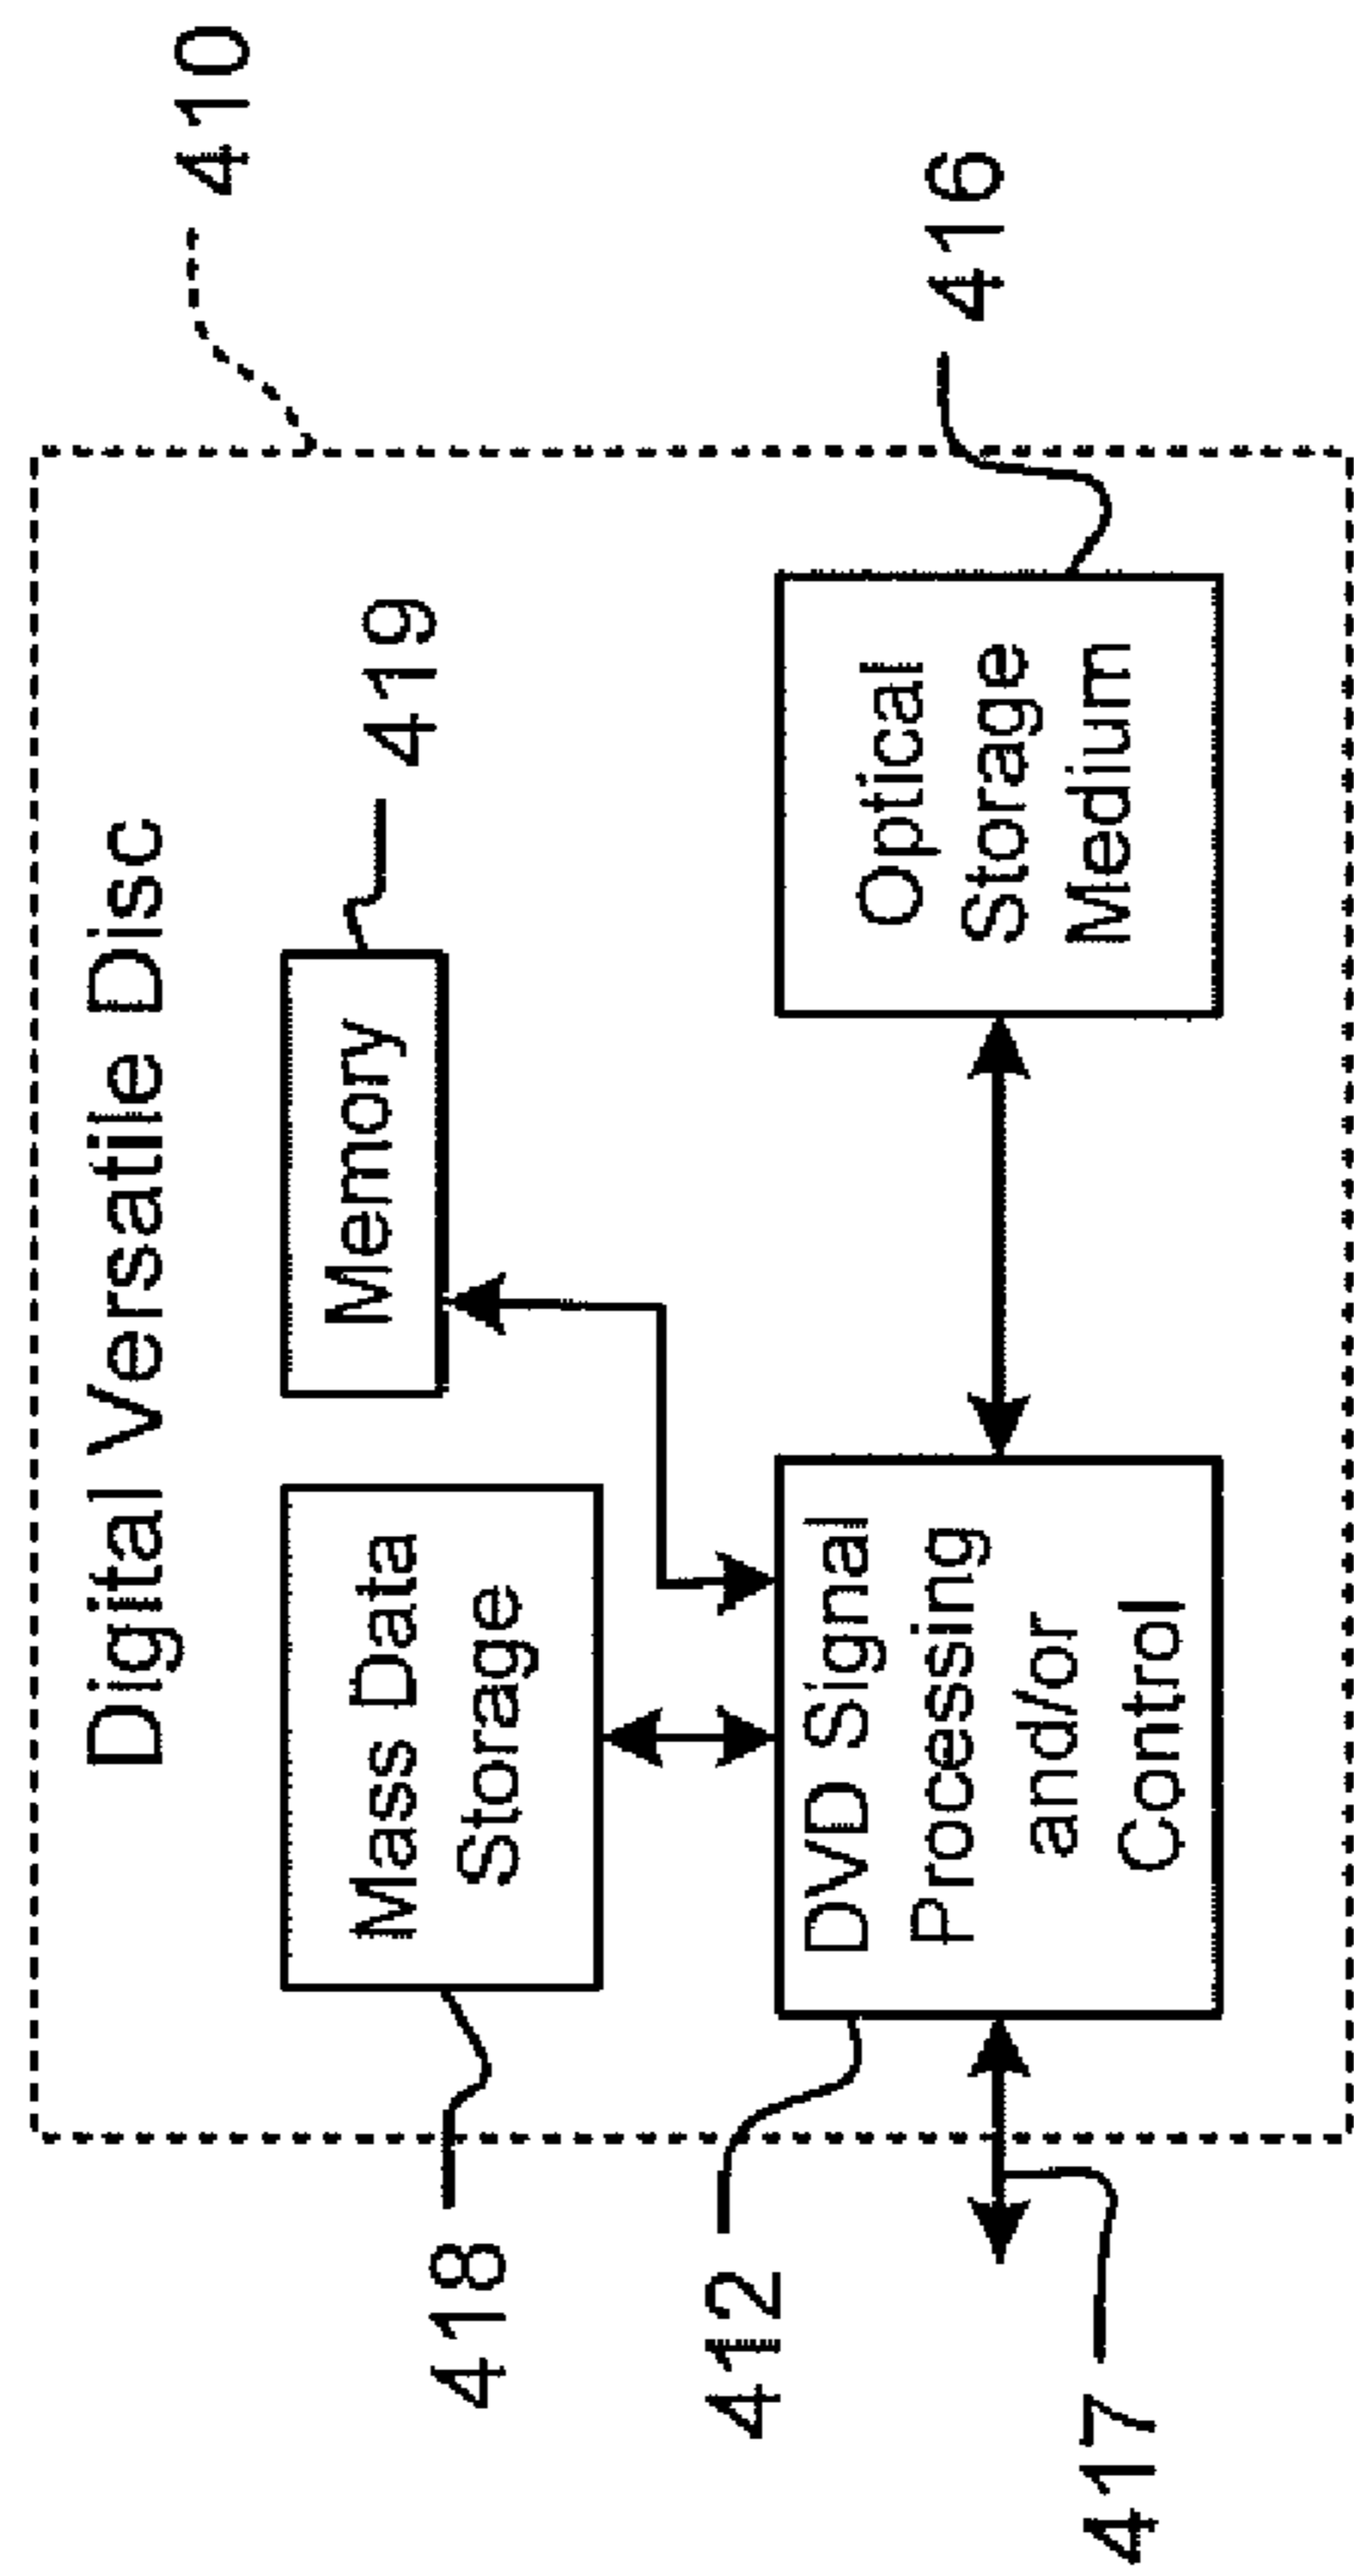 410
Digital Versatile Disc
419
Memory
418
Mass Data
Storage
416
Optical
Storage
Medium
412
DVD Signal
Processing
and/or
Control
417